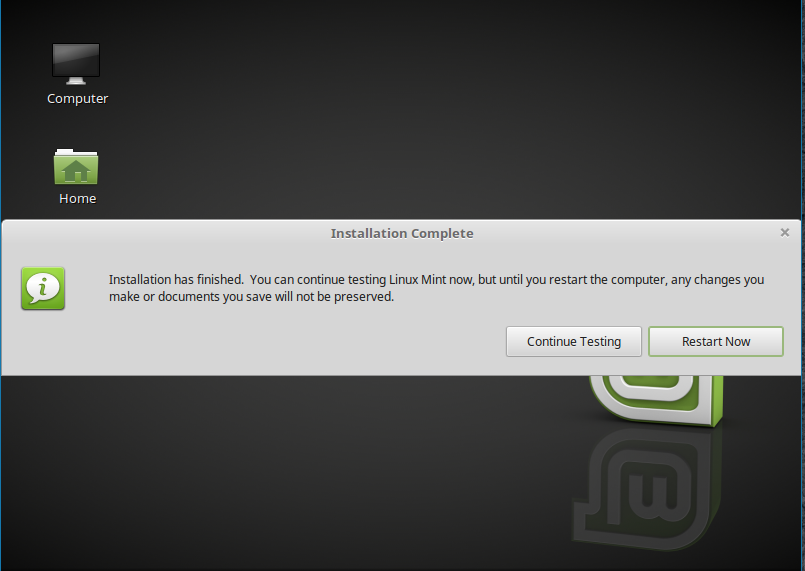 Computer
Home
Installation Complete
Installation has finished.  You can continue testing Linux Mint now, but until you restart the computer, any changes you
make or documents you save will not be preserved.
Continue Testing
Restart Now